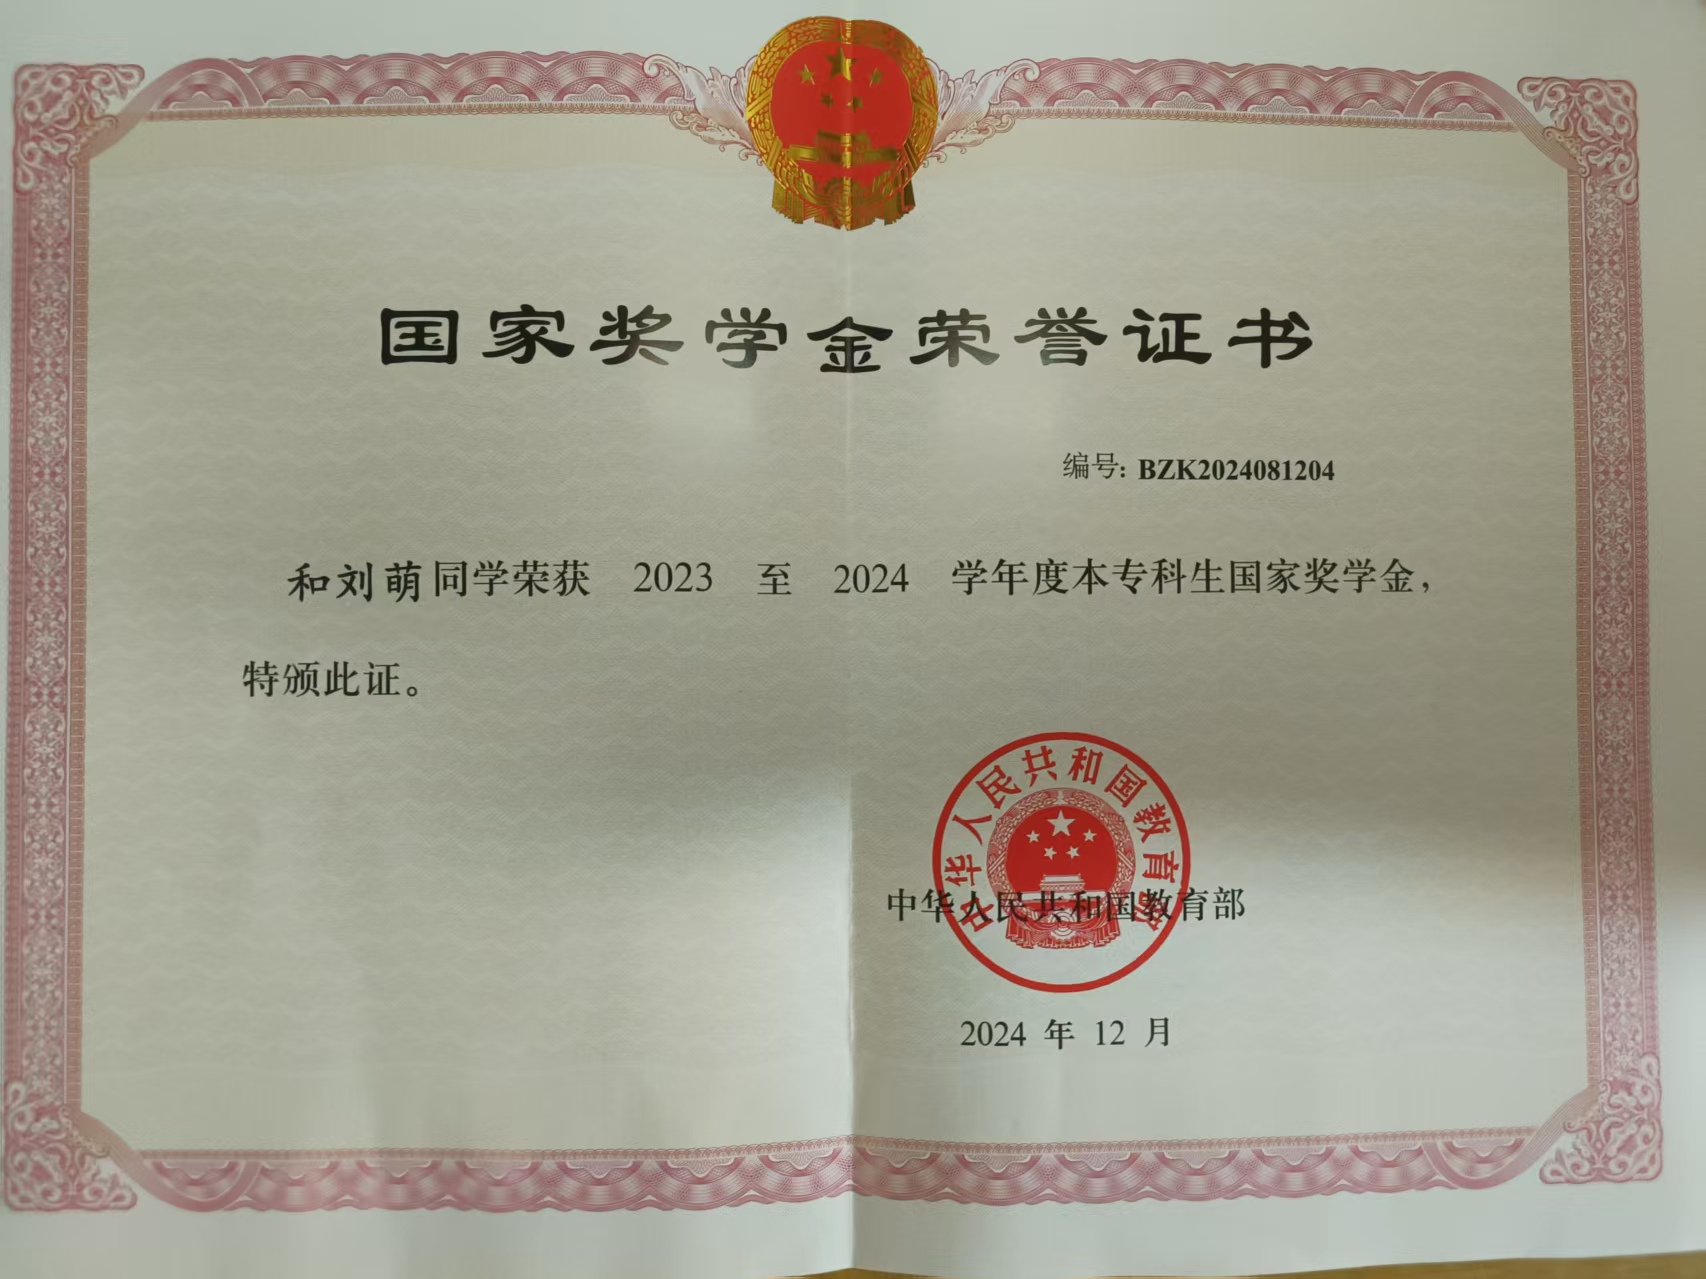 国家奖学金荣誉证书
编号: BZK2024081204
和刘萌同学荣获 2023 至 2024 学年度本专科生国家奖学金,
特颁此证。
中华人民共和国教育部
中华人民共和国教育部
2024 年 12 月